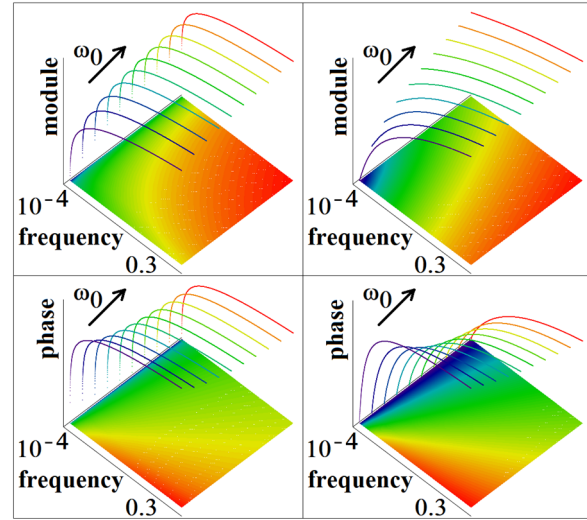 ω0
module
10-4
frequency
0.3
ω0
module
10-4
frequency
0.3
ω0
phase
10-4
frequency
0.3
ω0
phase
10-4
frequency
0.3